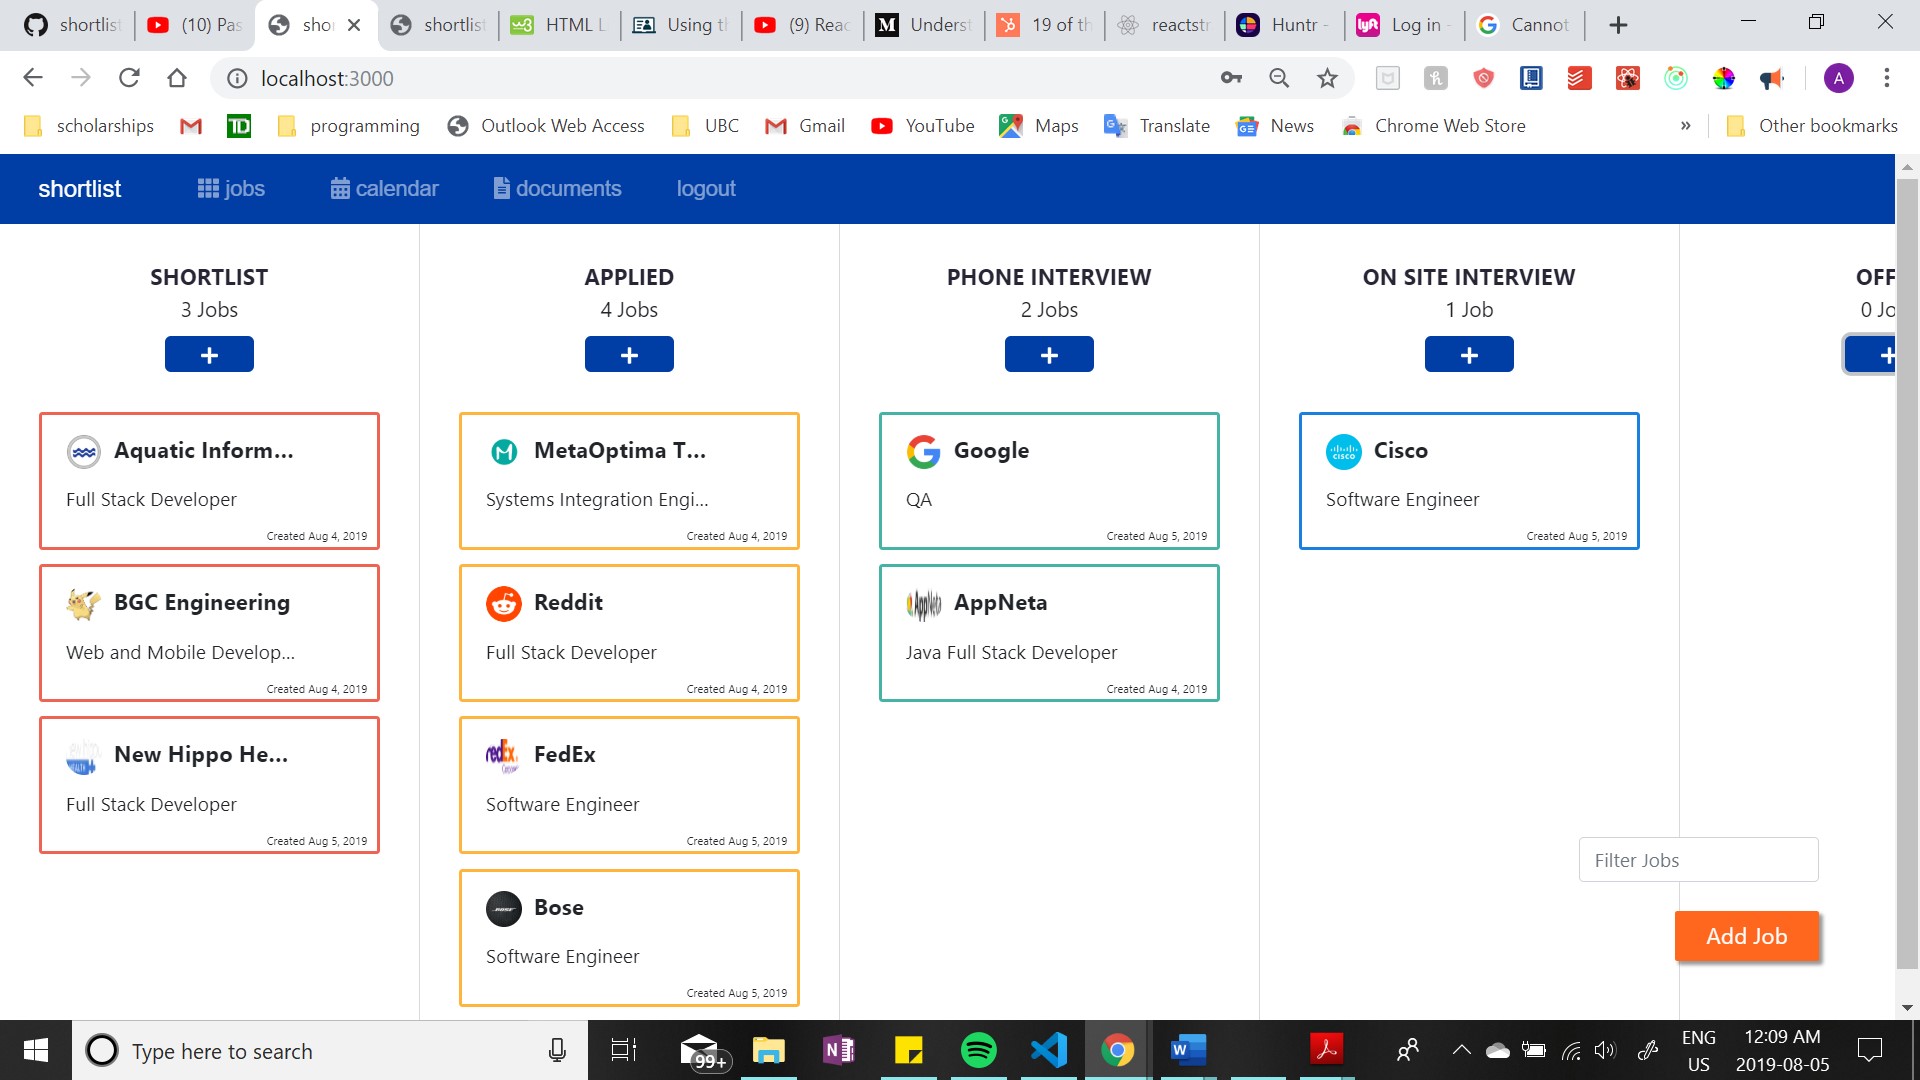 shortlist
(10) Pas
shor
shortlist
HTML L
Using t
(9) Reac
Underst
19 of th
reactstr
Huntr -
Log in -
Cannot
localhost:3000
A
scholarships
TD
programming
Outlook Web Access
UBC
Gmail
YouTube
Maps
Translate
News
Chrome Web Store
»
Other bookmarks
shortlist
jobs
calendar
documents
logout
SHORTLIST
3 Jobs
+
APPLIED
4 Jobs
+
PHONE INTERVIEW
2 Jobs
+
ON SITE INTERVIEW
1 Job
+
OFF
0 Jo
+
Aquatic Inform...
Full Stack Developer
Created Aug 4, 2019
BGC Engineering
Web and Mobile Develop...
Created Aug 4, 2019
New Hippo He...
Full Stack Developer
Created Aug 5, 2019
MetaOptima T...
Systems Integration Engi...
Created Aug 4, 2019
Reddit
Full Stack Developer
Created Aug 4, 2019
FedEx
Software Engineer
Created Aug 5, 2019
Bose
Software Engineer
Created Aug 5, 2019
Google
QA
Created Aug 5, 2019
AppNeta
Java Full Stack Developer
Created Aug 4, 2019
Cisco
Software Engineer
Created Aug 5, 2019
Filter Jobs
Add Job
Type here to search
99+
ENG
US
12:09 AM
2019-08-05